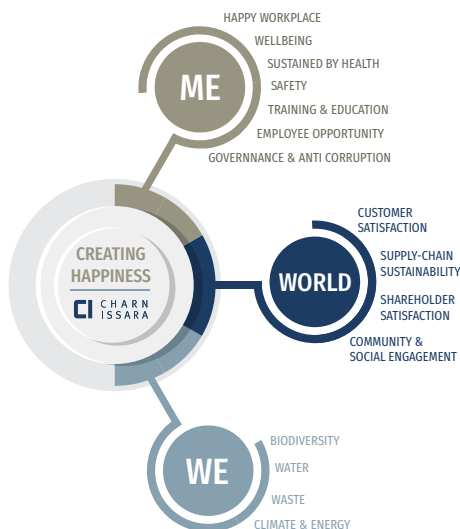 HAPPY WORKPLACE
WELLBEING
SUSTAINED BY HEALTH
SAFETY
TRAINING & EDUCATION
EMPLOYEE OPPORTUNITY
GOVERNNANCE & ANTI CORRUPTION
ME
CREATING
HAPPINESS
CI CHARN
ISSARA
WORLD
CUSTOMER
SATISFACTION
SUPPLY-CHAIN
SUSTAINABILITY
SHAREHOLDER
SATISFACTION
COMMUNITY &
SOCIAL ENGAGEMENT
WE
BIODIVERSITY
WATER
WASTE
CLIMATE & ENERGY